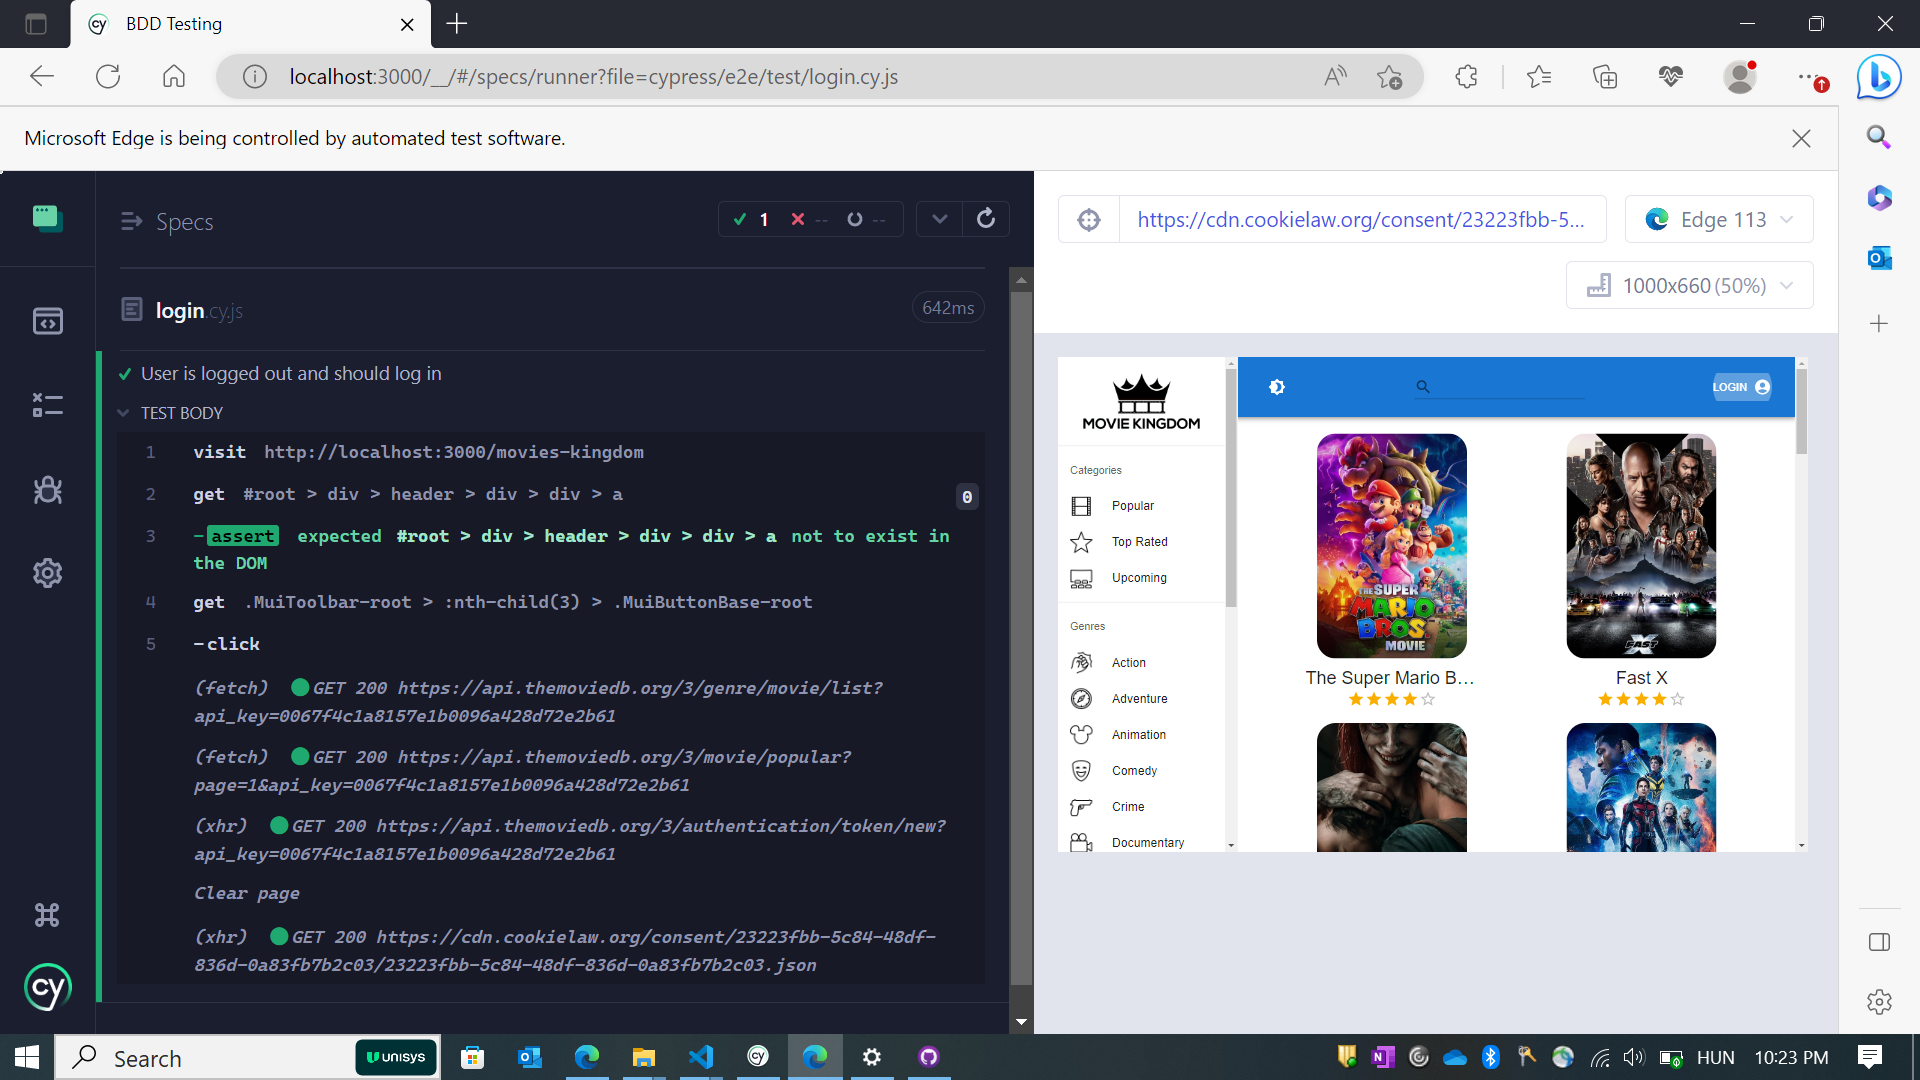 BDD Testing
localhost:3000/__/#/specs/runner?file=cypress/e2e/test/login.cy.js
Microsoft Edge is being controlled by automated test software.
Specs
1 -- --
login.cy.js
642ms
User is logged out and should log in
TEST BODY
1 visit http://localhost:3000/movies-kingdom
2 get #root > div > header > div > div > a
0
3 -assert expected #root > div > header > div > div > a not to exist in
the DOM
4 get .MuiToolbar-root > :nth-child(3) > .MuiButtonBase-root
5 -click
(fetch) GET 200 https://api.themoviedb.org/3/genre/movie/list?
api_key=0067f4c1a8157e1b0096a428d72e2b61
(fetch) GET 200 https://api.themoviedb.org/3/movie/popular?
page=1&api_key=0067f4c1a8157e1b0096a428d72e2b61
(xhr) GET 200 https://api.themoviedb.org/3/authentication/token/new?
api_key=0067f4c1a8157e1b0096a428d72e2b61
Clear page
(xhr) GET 200 https://cdn.cookielaw.org/consent/23223fbb-5c84-48df-
836d-0a83fb7b2c03/23223fbb-5c84-48df-836d-0a83fb7b2c03.json
cy
https://cdn.cookielaw.org/consent/23223fbb-5...
Edge 113
1000x660 (50%)
MOVIE KINGDOM
Categories
Popular
Top Rated
Upcoming
Genres
Action
Adventure
Animation
Comedy
Crime
Documentary
LOGIN
THE SUPER
MARIO
BROS.
MOVIE
The Super Mario B...
FAST X
Fast X
Search
UNISYS
HUN
10:23 PM